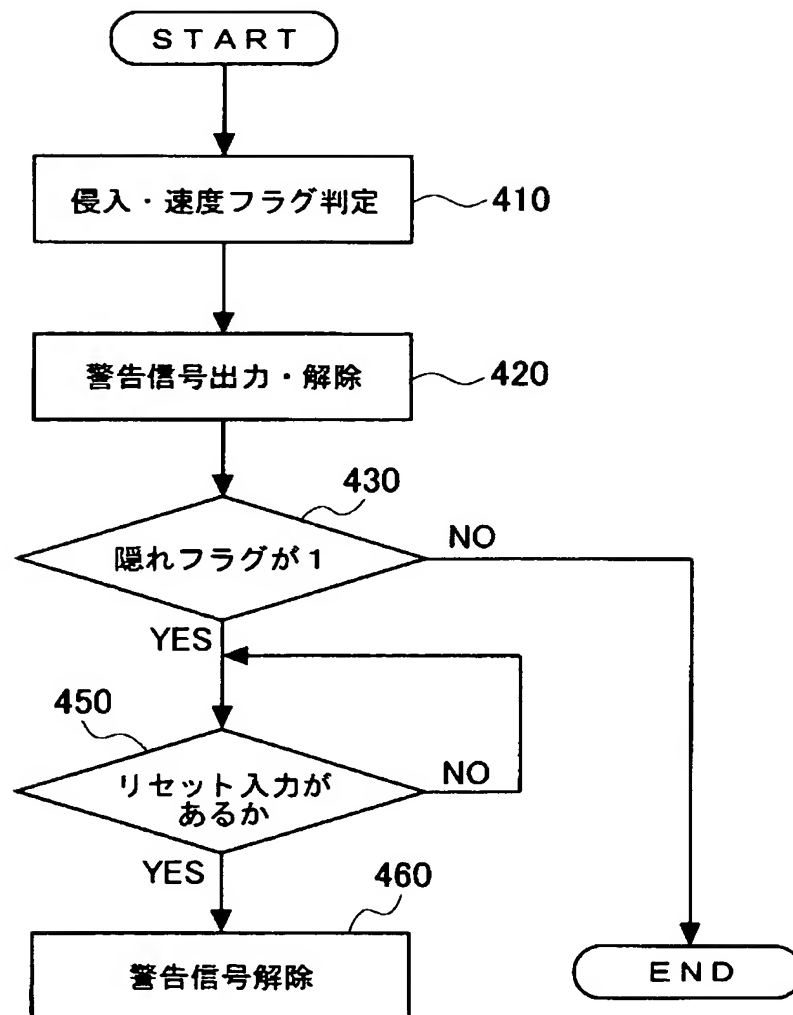 START
侵入・速度フラグ判定
410
警告信号出力・解除
420
430
隠れフラグが1
NO
YES
450
リセット入力が
あるか
NO
YES
460
警告信号解除
END